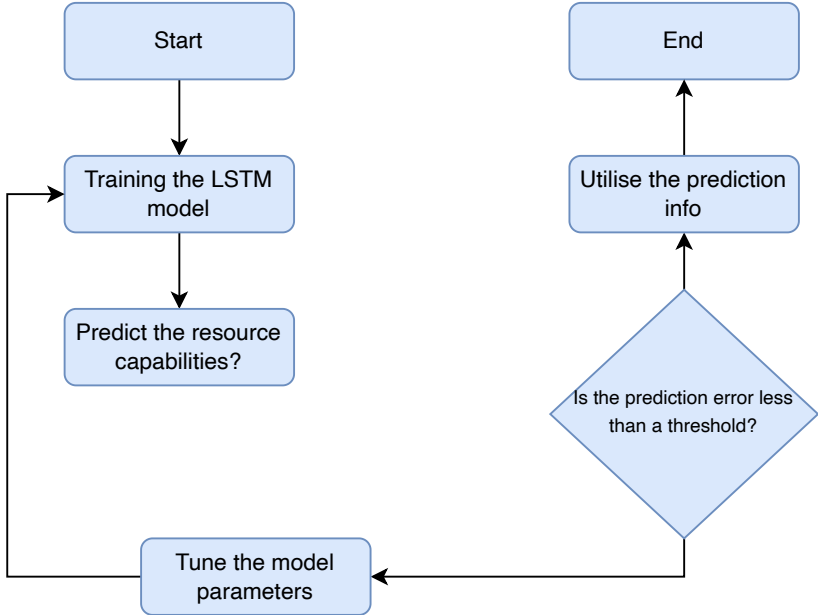 Start
Training the LSTM
model
Predict the resource
capabilities?
End
Utilise the prediction
info
Is the prediction error less
than a threshold?
Tune the model
parameters